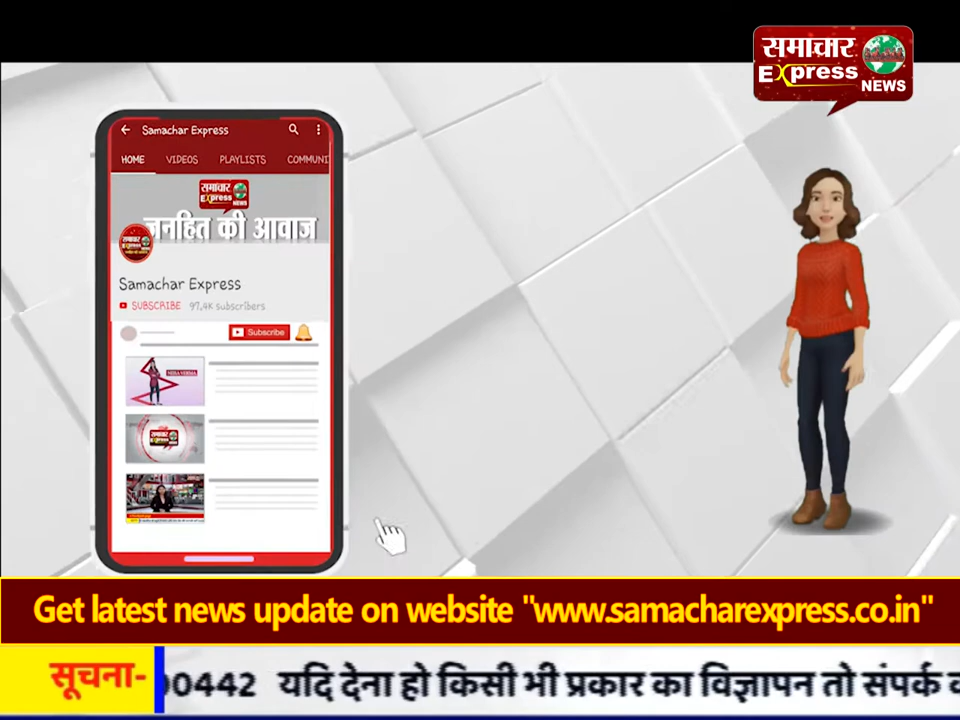 समाचार
Express
NEWS
Samachar Express
HOME VIDEOS PLAYLISTS COMMUNI
समाचार
Express
NEWS
जनहित की आवाज
Samachar Express
SUBSCRIBE 97.4K subscribers
Subscribe
Get latest news update on website "www.samacharexpress.co.in"
सूचना- 00442 यदि देना हो किसी भी प्रकार का विज्ञापन तो संपर्क